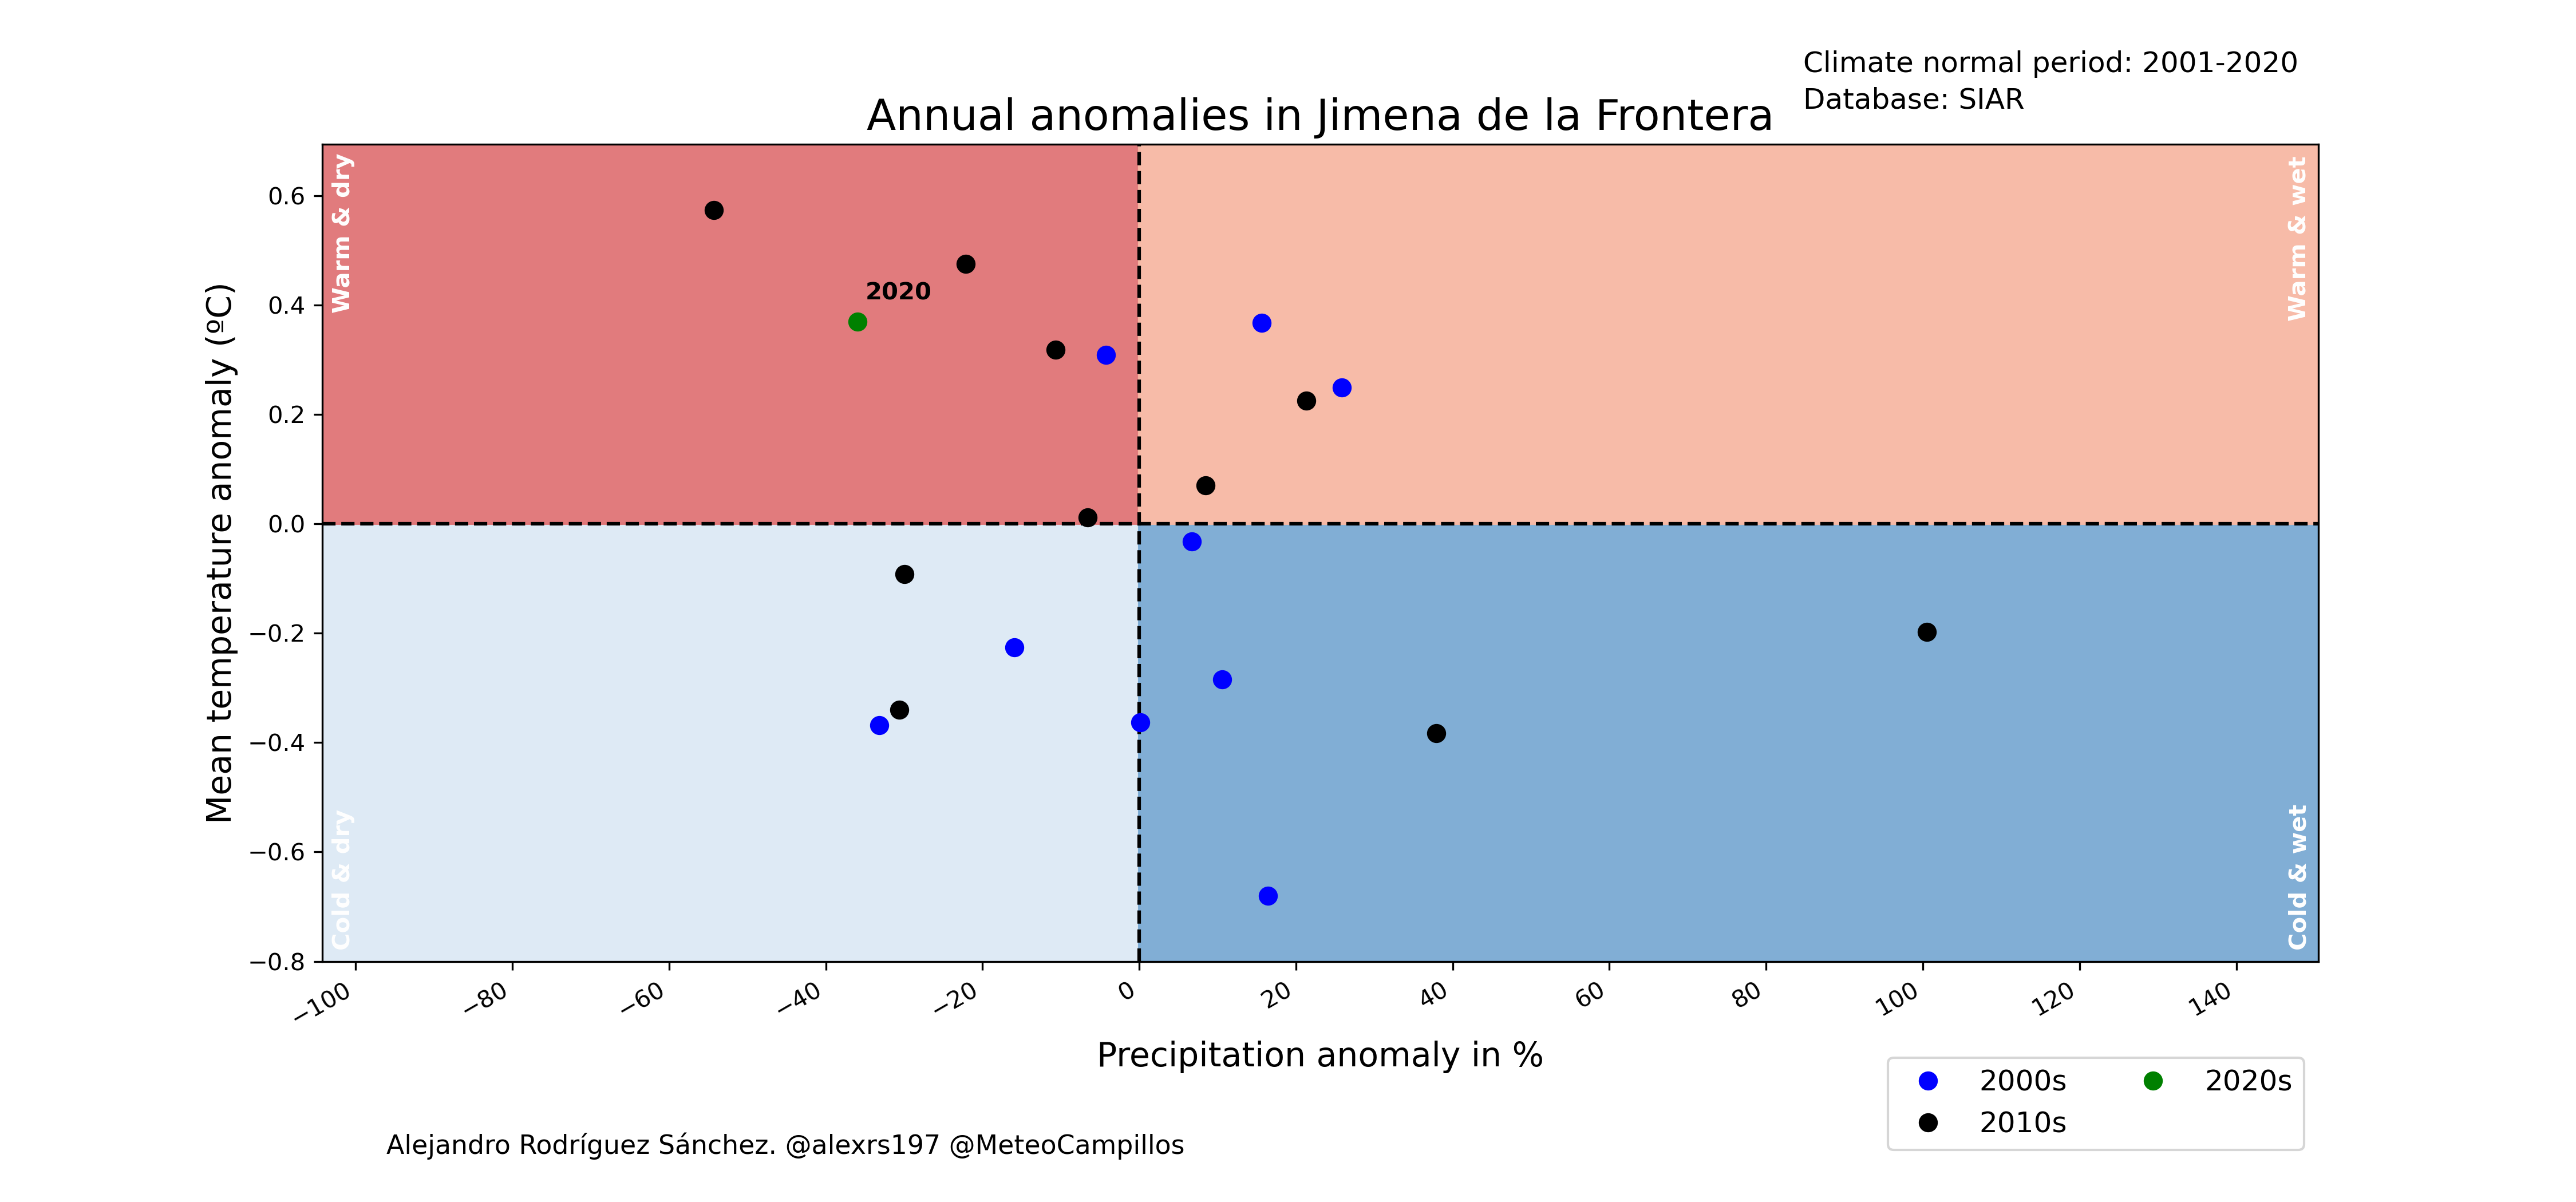 Climate normal period: 2001-2020
Database: SIAR
Annual anomalies in Jimena de la Frontera
Warm & dry
Warm & wet
2020
Cold & dry
Cold & wet
Mean temperature anomaly (ºC)
0.6
0.4
0.2
0.0
−0.2
−0.4
−0.6
−0.8
−100 −80 −60 −40 −20 0 20 40 60 80 100 120 140
Precipitation anomaly in %
2000s 2020s
2010s
Alejandro Rodríguez Sánchez. @alexrs197 @MeteoCampillos